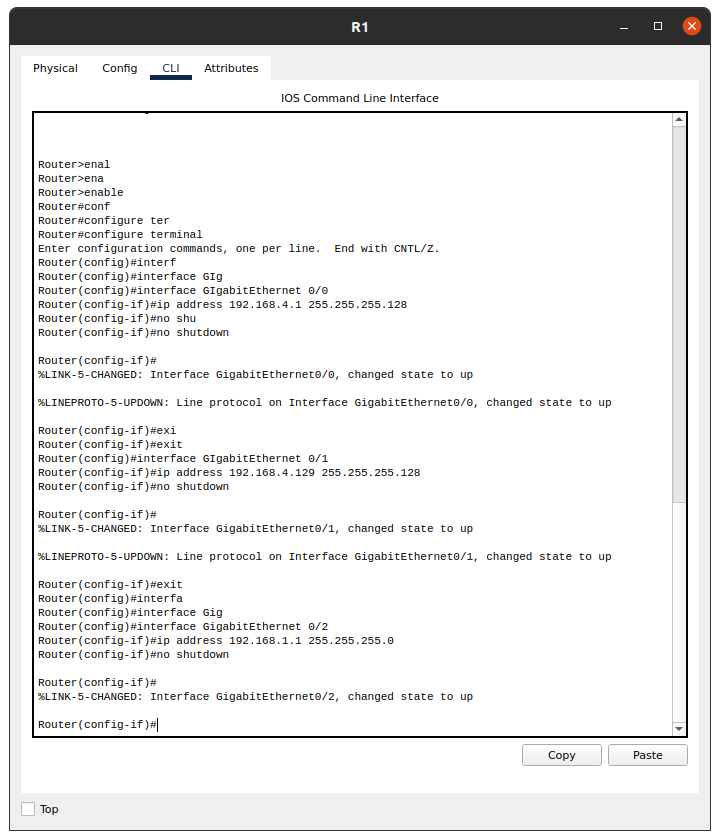 R1
Physical Config CLI Attributes
IOS Command Line Interface
Router>enal
Router>ena
Router>enable
Router#conf
Router#configure ter
Router#configure terminal
Enter configuration commands, one per line.  End with CNTL/Z.
Router(config)#interf
Router(config)#interface GIg
Router(config)#interface GIgabitEthernet 0/0
Router(config-if)#ip address 192.168.4.1 255.255.255.128
Router(config-if)#no shu
Router(config-if)#no shutdown
Router(config-if)#
%LINK-5-CHANGED: Interface GigabitEthernet0/0, changed state to up
%LINEPROTO-5-UPDOWN: Line protocol on Interface GigabitEthernet0/0, changed state to up
Router(config-if)#exi
Router(config-if)#exit
Router(config)#interface GIgabitEthernet 0/1
Router(config-if)#ip address 192.168.4.129 255.255.255.128
Router(config-if)#no shutdown
Router(config-if)#
%LINK-5-CHANGED: Interface GigabitEthernet0/1, changed state to up
%LINEPROTO-5-UPDOWN: Line protocol on Interface GigabitEthernet0/1, changed state to up
Router(config-if)#exit
Router(config)#interfa
Router(config)#interface Gig
Router(config)#interface GigabitEthernet 0/2
Router(config-if)#ip address 192.168.1.1 255.255.255.0
Router(config-if)#no shutdown
Router(config-if)#
%LINK-5-CHANGED: Interface GigabitEthernet0/2, changed state to up
Router(config-if)#
Copy Paste
Top